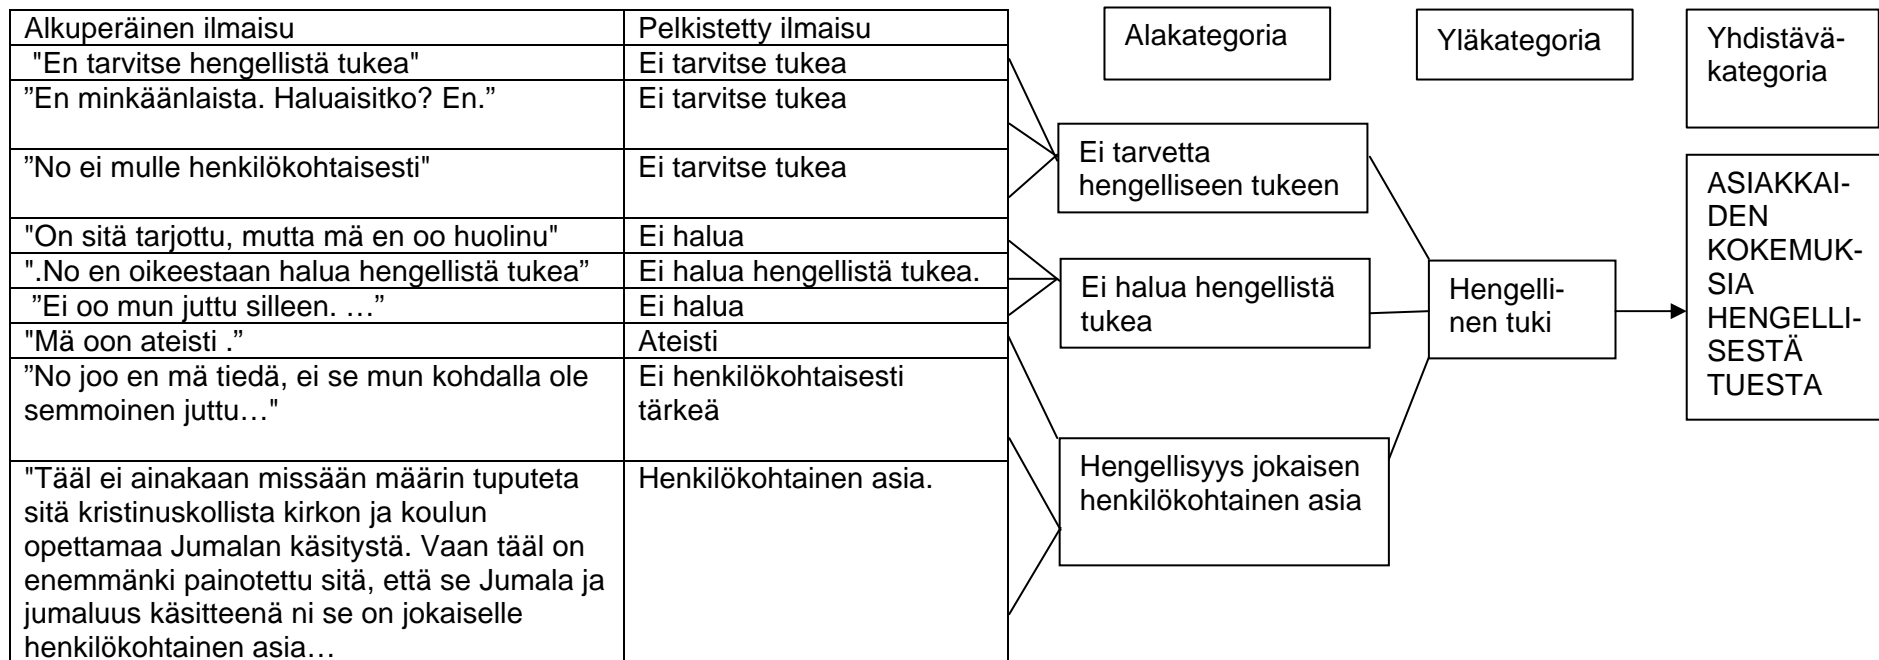 Alkuperäinen ilmaisu
Pelkistetty ilmaisu
"En tarvitse hengellistä tukea"
Ei tarvitse tukea
”En minkäänlaista. Haluaisitko? En.”
Ei tarvitse tukea
”No ei mulle henkilökohtaisesti"
Ei tarvitse tukea
"On sitä tarjottu, mutta mä en oo huolinu"
Ei halua
".No en oikeestaan halua hengellistä tukea”
Ei halua hengellistä tukea.
”Ei oo mun juttu silleen. …”
Ei halua
"Mä oon ateisti .”
Ateisti
”No joo en mä tiedä, ei se mun kohdalla ole
semmoinen juttu…"
Ei henkilökohtaisesti
tärkeä
"Tääl ei ainakaan missään määrin tuputeta
sitä kristinuskollista kirkon ja koulun
opettamaa Jumalan käsitystä. Vaan tääl on
enemmänki painotettu sitä, että se Jumala ja
jumaluus käsitteenä ni se on jokaiselle
henkilökohtainen asia…
Henkilökohtainen asia.
Alakategoria
Ei tarvetta
hengelliseen tukeen
Ei halua hengellistä
tukea
Hengellisyys jokaisen
henkilökohtainen asia
Yläkategoria
Hengelli-
nen tuki
Yhdistävä-
kategoria
ASIAKKAI-
DEN
KOKEMUK-
SIA
HENGELLI-
SESTÄ
TUESTA